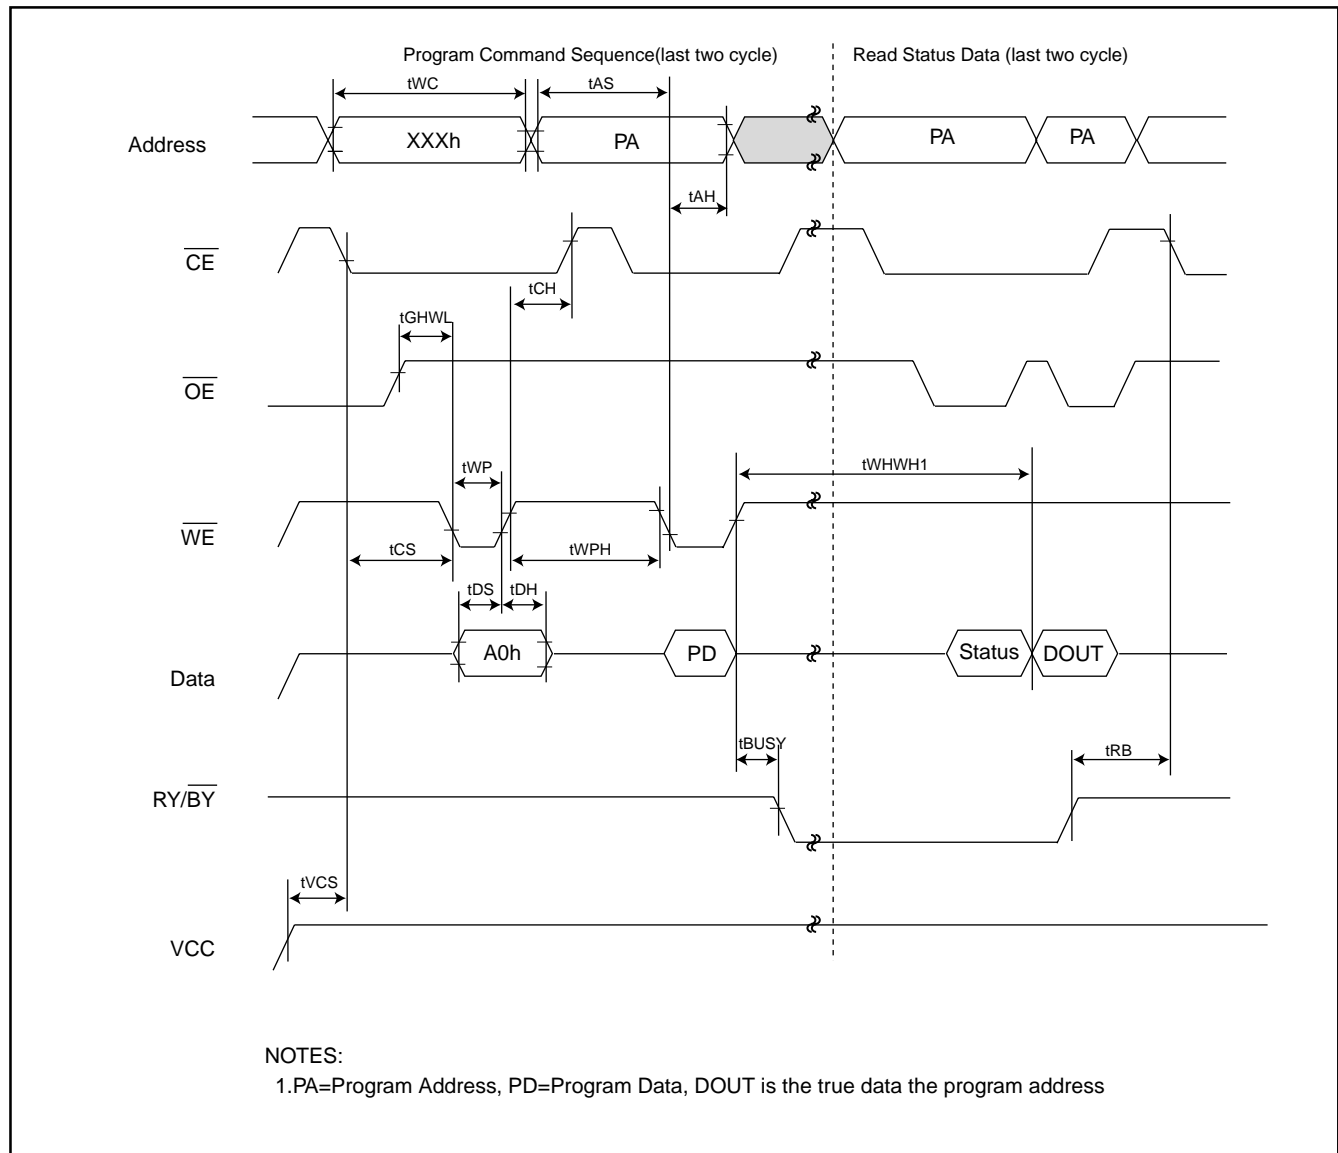 Program Command Sequence(last two cycle) Read Status Data (last two cycle)
tWC tAS
Address XXXh PA PA PA
tAH
CE
tCH
tGHWL
OE
tWP tWHWH1
WE
tCS tWPH
tDS tDH
Data A0h PD Status DOUT
tBUSY tRB
RY/BY
tVCS
VCC
NOTES:
1.PA=Program Address, PD=Program Data, DOUT is the true data the program address